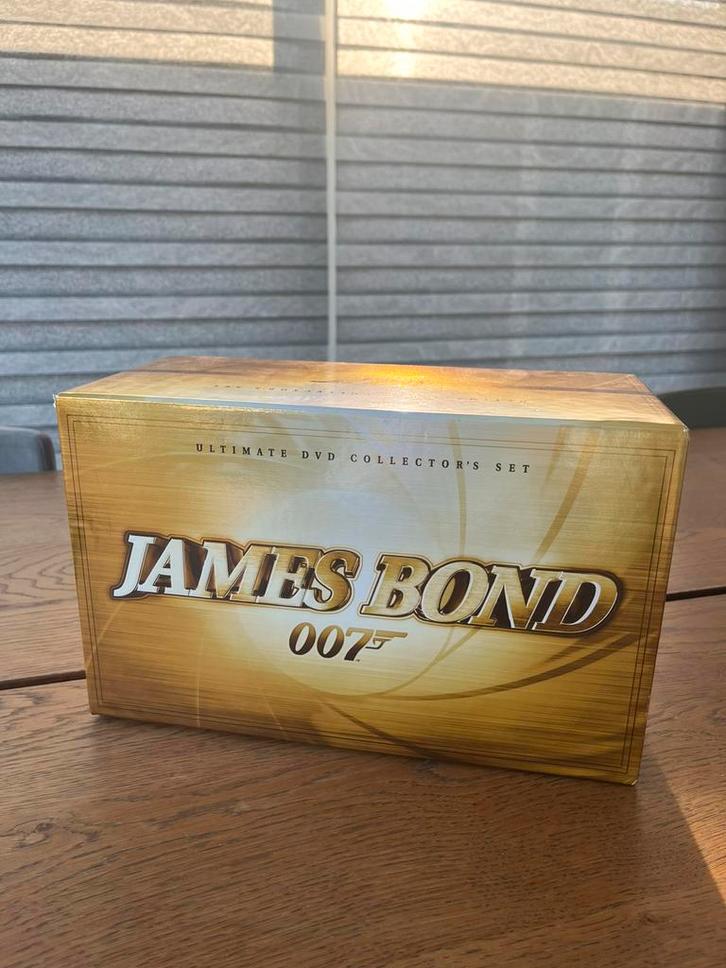 ULTIMATE DVD COLLECTOR'S SET
JAMES BOND
007